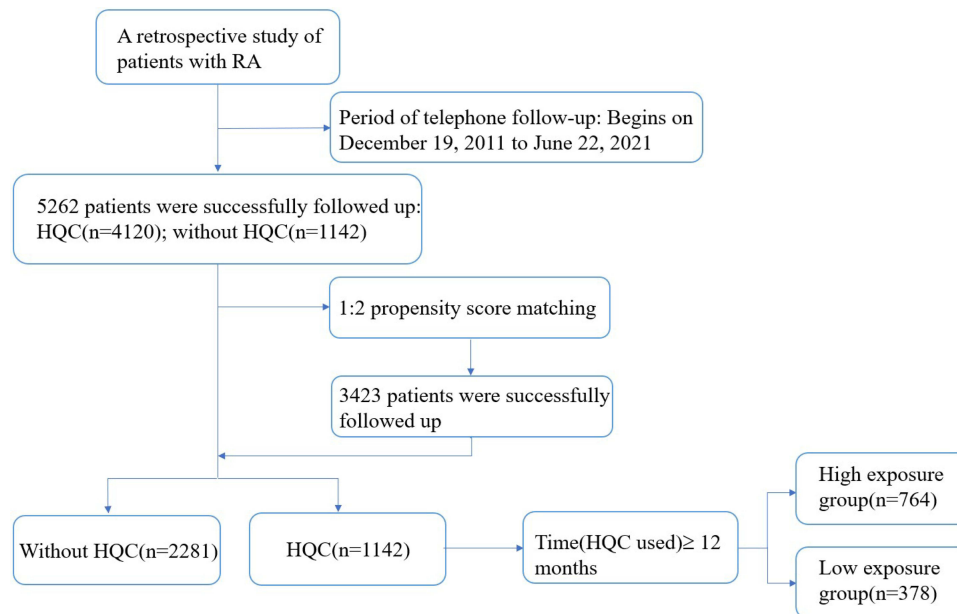 A retrospective study of
patients with RA
Period of telephone follow-up: Begins on
December 19, 2011 to June 22, 2021
5262 patients were successfully followed up:
HQC(n=4120); without HQC(n=1142)
1:2 propensity score matching
3423 patients were successfully
followed up
Without HQC(n=2281)
HQC(n=1142)
Time(HQC used)≥ 12
months
High exposure
group(n=764)
Low exposure
group(n=378)